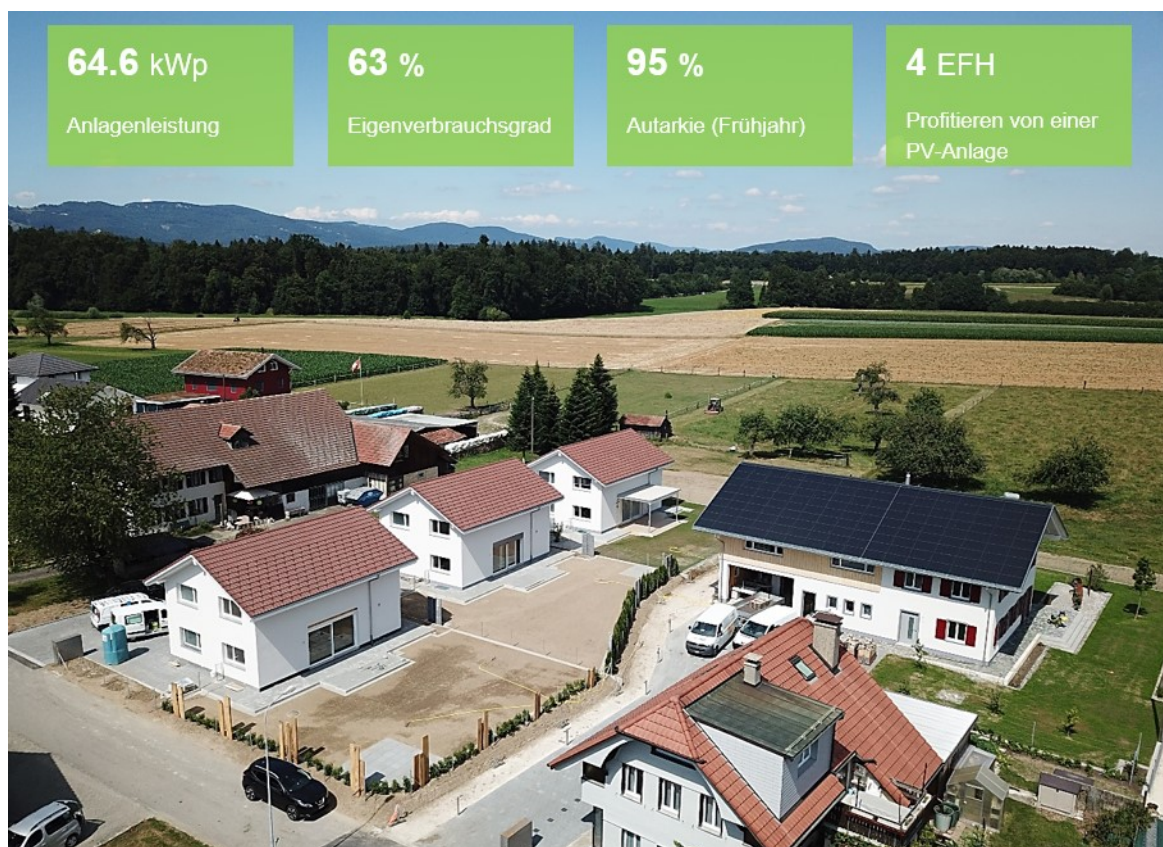 64.6 kWp
Anlagenleistung
63 %
Eigenverbrauchsgrad
95 %
Autarkie (Frühjahr)
4 EFH
Profitieren von einer
PV-Anlage